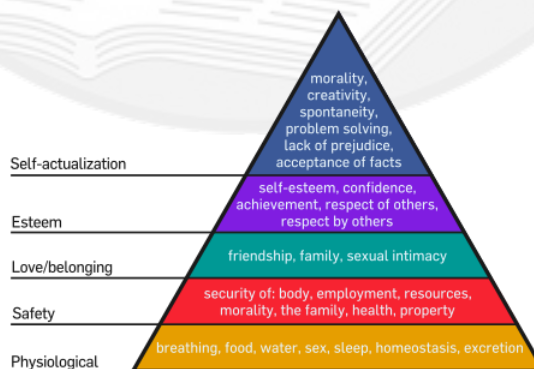 morality,
creativity,
spontaneity,
problem solving,
lack of prejudice,
acceptance of facts
Self-actualization
self-esteem, confidence,
achievement, respect of others,
respect by others
Esteem
friendship, family, sexual intimacy
Love/belonging
security of: body, employment, resources,
morality, the family, health, property
Safety
breathing, food, water, sex, sleep, homeostasis, excretion
Physiological